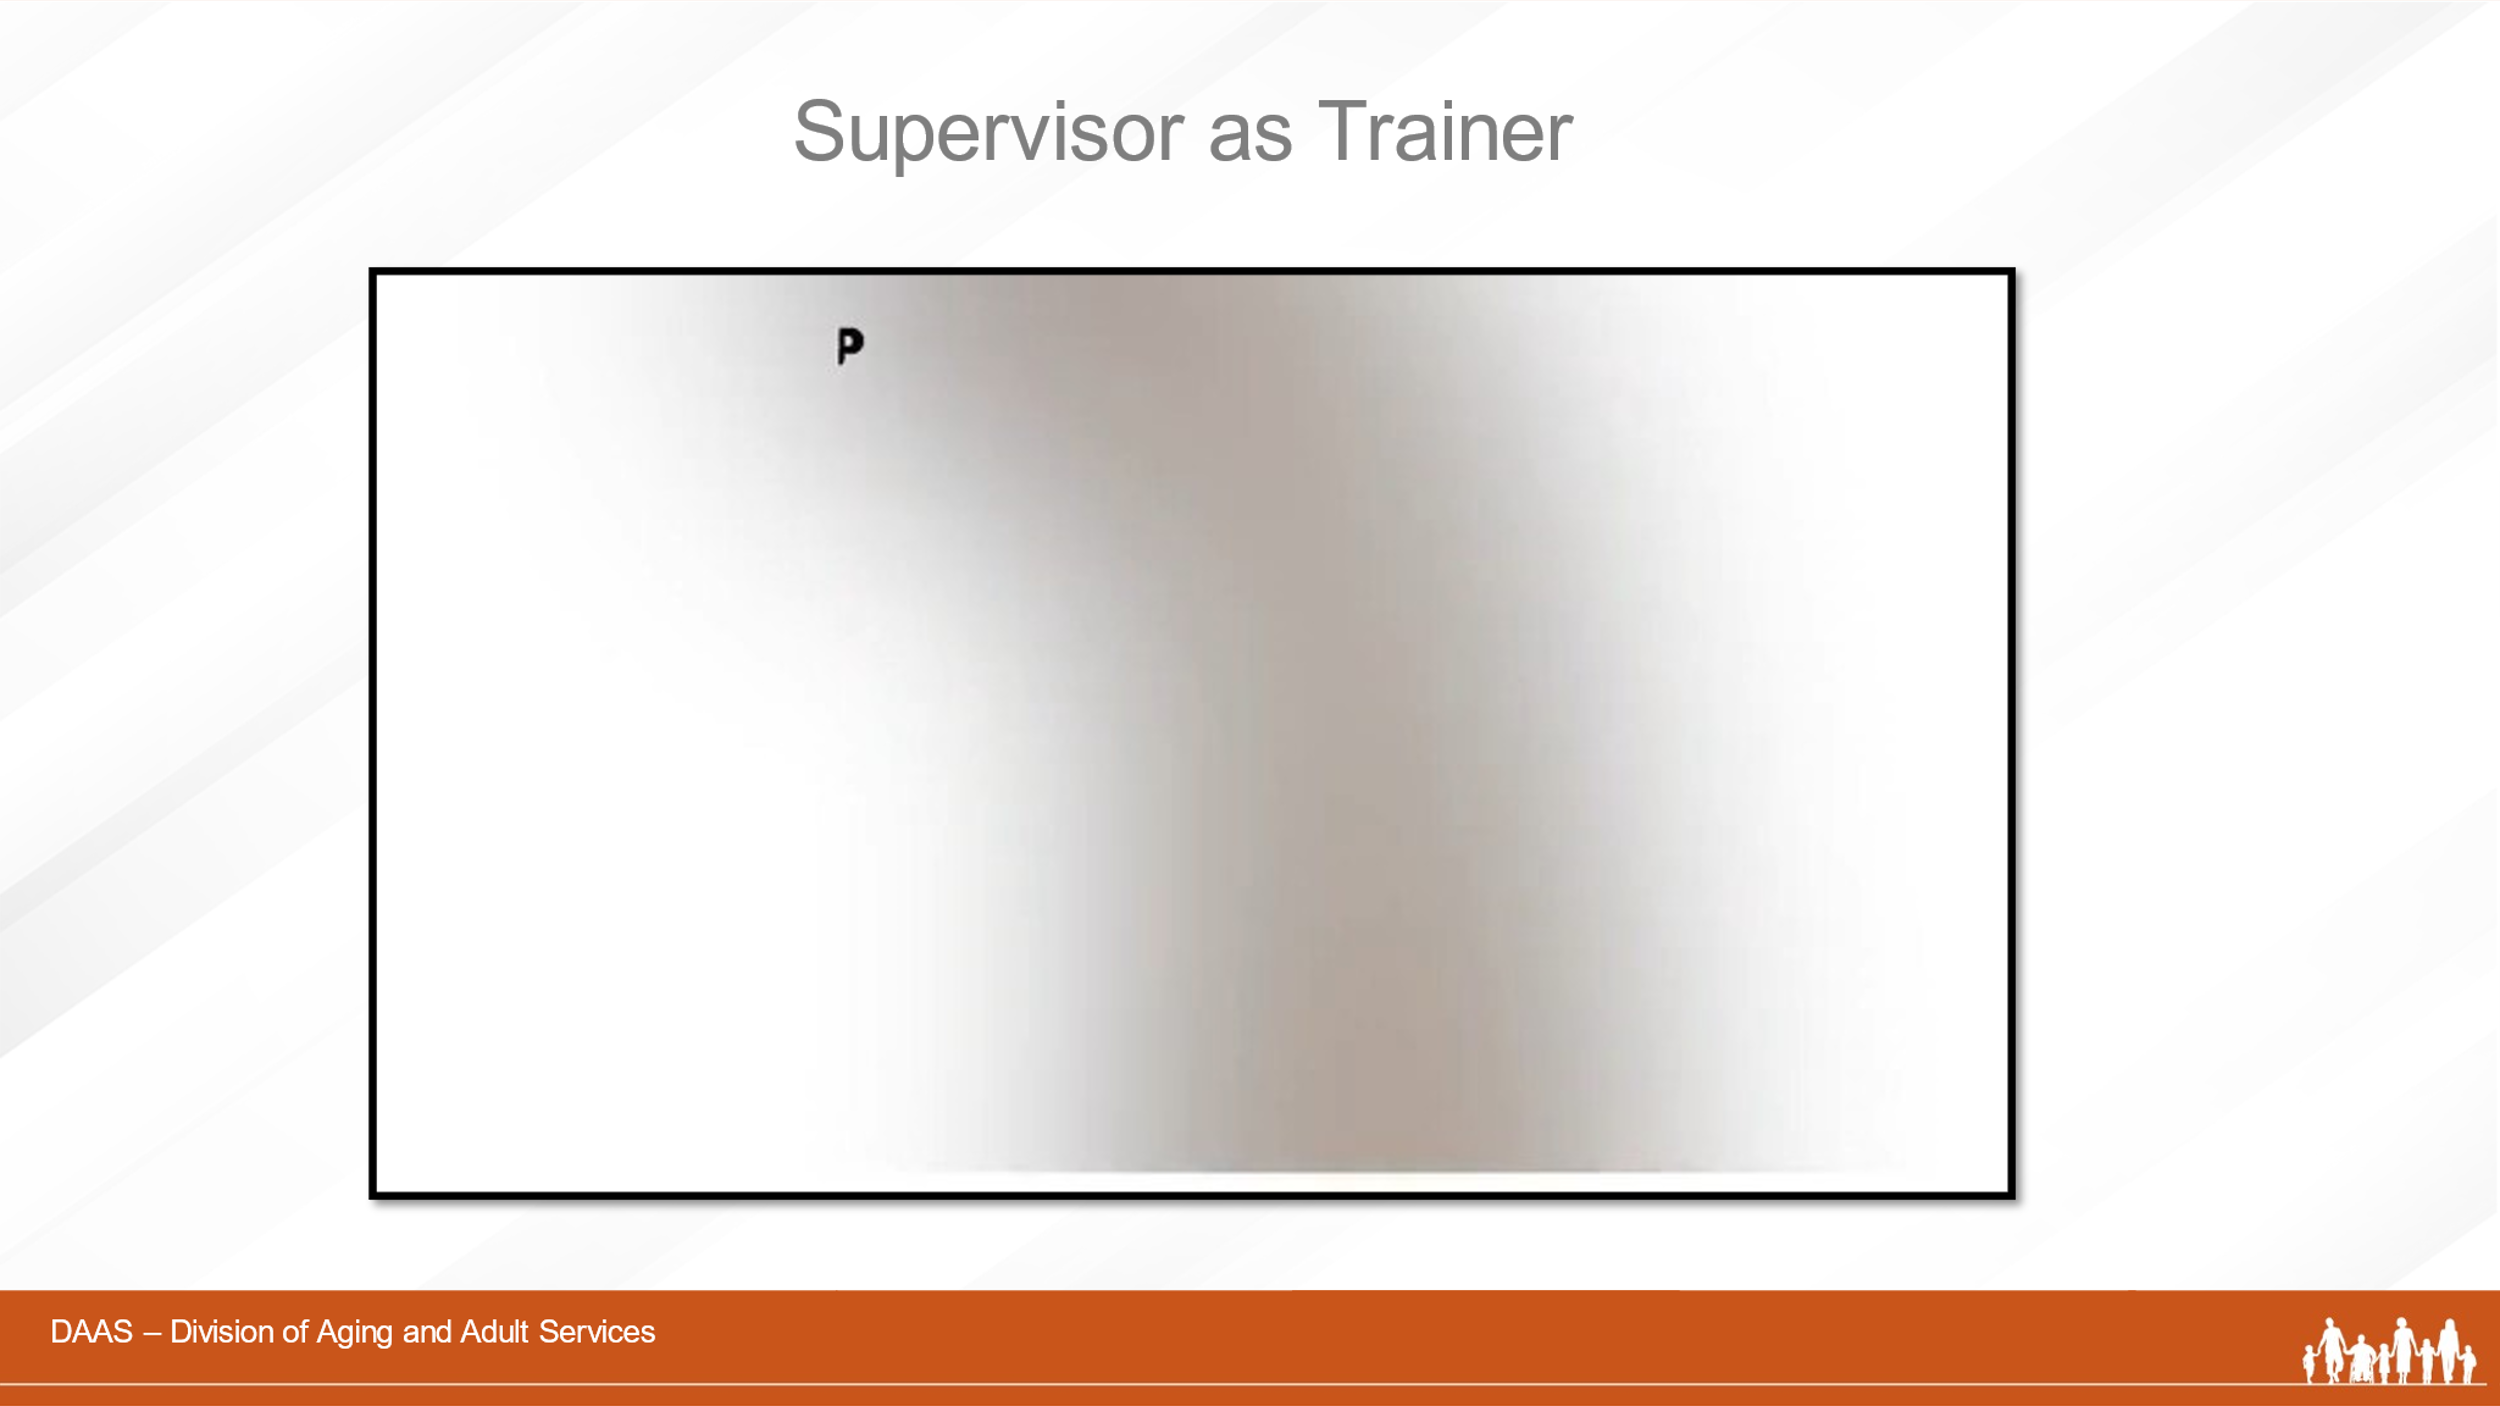 Supervisor as Trainer
P
DAAS – Division of Aging and Adult Services